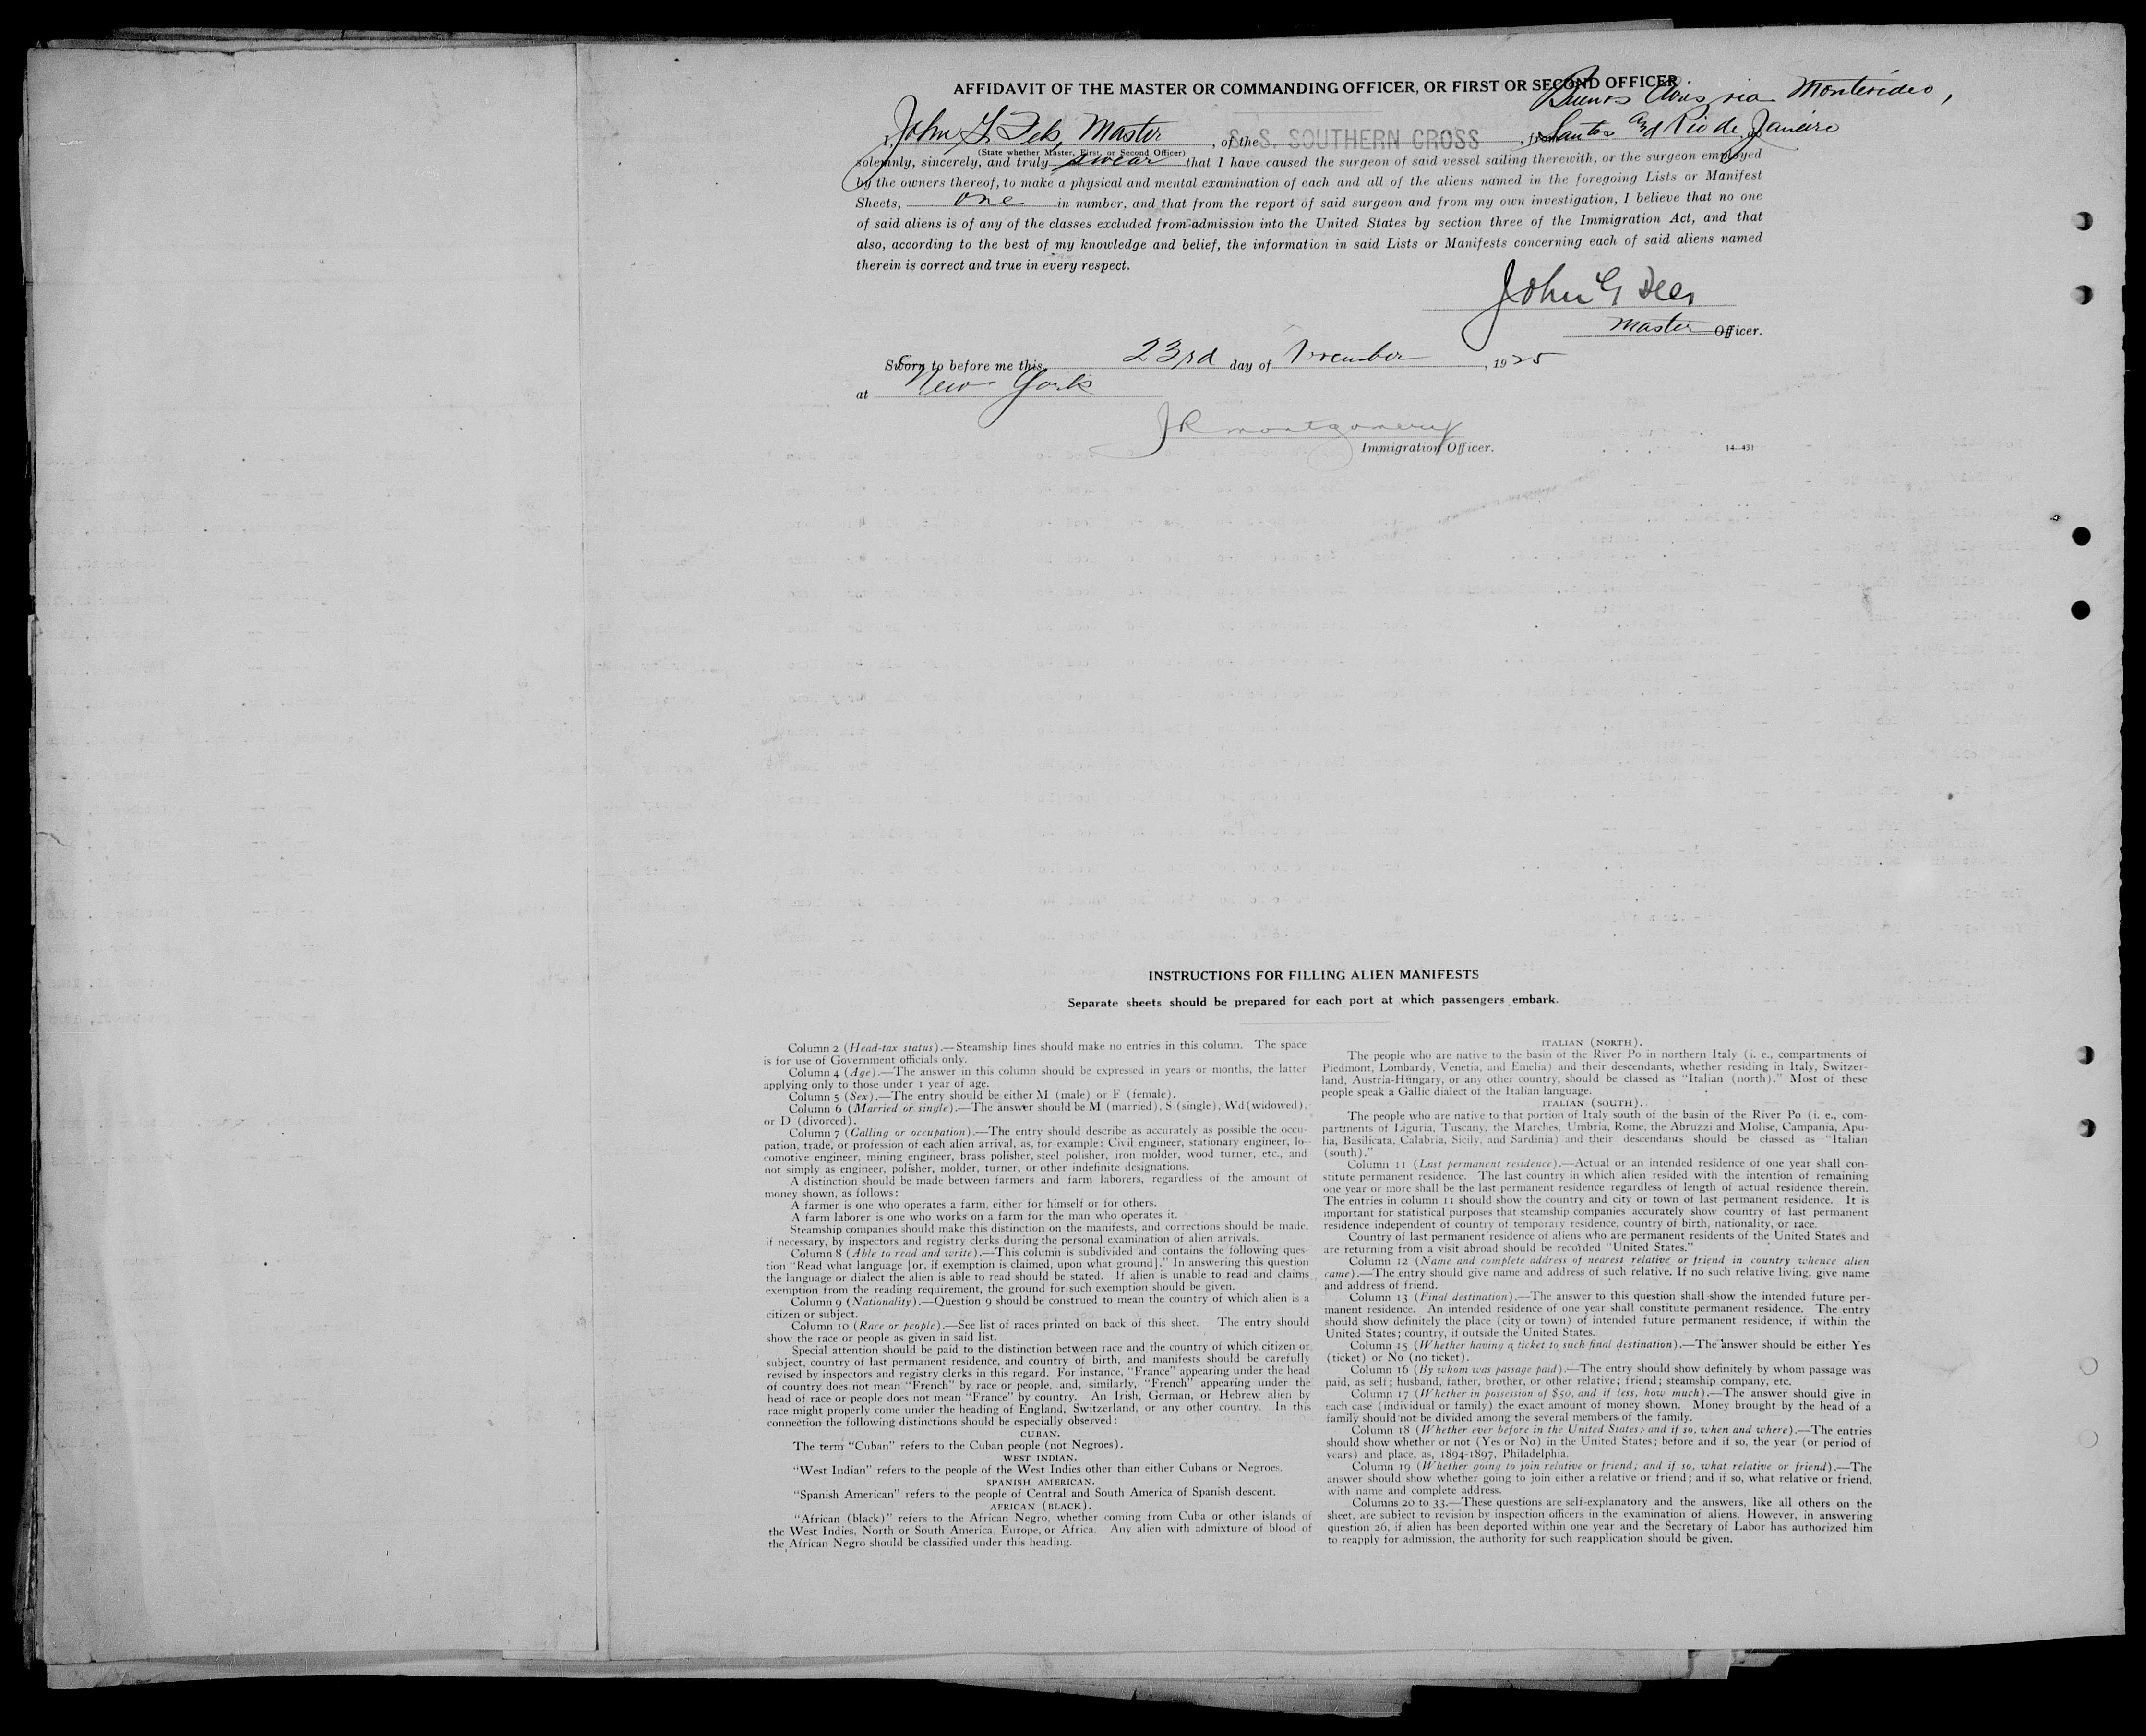 AFFIDAVIT OF THE MASTER OR COMMANDING OFFICER, OR FIRST OR SECOND OFFICER
Buenos Aires via Montevideo,
I, John G. Master, of the S. S. SOUTHERN CROSS, from Santos and Rio de Janeiro
(State whether Master, First, or Second Officer)
solemnly, sincerely, and truly swear that I have caused the surgeon of said vessel sailing therewith, or the surgeon employed
by the owners thereof, to make a physical and mental examination of each and all of the aliens named in the foregoing Lists or Manifest
Sheets, one in number, and that from the report of said surgeon and from my own investigation, I believe that no one
of said aliens is of any of the classes excluded from admission into the United States by section three of the Immigration Act, and that
also, according to the best of my knowledge and belief, the information in said Lists or Manifests concerning each of said aliens named
therein is correct and true in every respect.
John G
Master Officer.
Sworn to before me this 23rd day of November, 1925
at New York
J R Montgomery
Immigration Officer.
14-431
INSTRUCTIONS FOR FILLING ALIEN MANIFESTS
Separate sheets should be prepared for each port at which passengers embark.
Column 2 (Head-tax status).—Steamship lines should make no entries in this column. The space
is for use of Government officials only.
Column 4 (Age).—The answer in this column should be expressed in years or months, the latter
applying only to those under 1 year of age.
Column 5 (Sex).—The entry should be either M (male) or F (female).
Column 6 (Married or single).—The answer should be M (married), S (single), Wd (widowed),
or D (divorced).
Column 7 (Calling or occupation).—The entry should describe as accurately as possible the occu-
pation, trade, or profession of each alien arrival, as, for example: Civil engineer, stationary engineer, lo-
comotive engineer, mining engineer, brass polisher, steel polisher, iron molder, wood turner, etc., and
not simply as engineer, polisher, molder, turner, or other indefinite designations.
A distinction should be made between farmers and farm laborers, regardless of the amount of
money shown, as follows:
A farmer is one who operates a farm, either for himself or for others.
A farm laborer is one who works on a farm for the man who operates it.
Steamship companies should make this distinction on the manifests, and corrections should be made,
if necessary, by inspectors and registry clerks during the personal examination of alien arrivals.
Column 8 (Able to read and write).—This column is subdivided and contains the following ques-
tion "Read what language [or, if exemption is claimed, upon what ground]." In answering this question
the language or dialect the alien is able to read should be stated. If alien is unable to read and claims
exemption from the reading requirement, the ground for such exemption should be given.
Column 9 (Nationality).—Question 9 should be construed to mean the country of which alien is a
citizen or subject.
Column 10 (Race or people).—See list of races printed on back of this sheet. The entry should
show the race or people as given in said list.
Special attention should be paid to the distinction between race and the country of which citizen or
subject, country of last permanent residence, and country of birth, and manifests should be carefully
revised by inspectors and registry clerks in this regard. For instance, "France" appearing under the head
of country does not mean "French" by race or people, and, similarly, "French" appearing under the
head of race or people does not mean "France" by country. An Irish, German, or Hebrew alien by
race might properly come under the heading of England, Switzerland, or any other country. In this
connection the following distinctions should be especially observed:
CUBAN.
The term "Cuban" refers to the Cuban people (not Negroes).
WEST INDIAN.
"West Indian" refers to the people of the West Indies other than either Cubans or Negroes.
SPANISH AMERICAN.
"Spanish American" refers to the people of Central and South America of Spanish descent.
AFRICAN (BLACK).
"African (black)" refers to the African Negro, whether coming from Cuba or other islands of
the West Indies, North or South America, Europe, or Africa. Any alien with admixture of blood of
the African Negro should be classified under this heading.
ITALIAN (NORTH).
The people who are native to the basin of the River Po in northern Italy (i. e., compartments of
Piedmont, Lombardy, Venetia, and Emelia) and their descendants, whether residing in Italy, Switzer-
land, Austria-Hungary, or any other country, should be classed as "Italian (north)." Most of these
people speak a Gallic dialect of the Italian language.
ITALIAN (SOUTH).
The people who are native to that portion of Italy south of the basin of the River Po (i. e., com-
partments of Liguria, Tuscany, the Marches, Umbria, Rome, the Abruzzi and Molise, Campania, Apu-
lia, Basilicata, Calabria, Sicily, and Sardinia) and their descendants should be classed as "Italian
(south)."
Column 11 (Last permanent residence).—Actual or an intended residence of one year shall con-
stitute permanent residence. The last country in which alien resided with the intention of remaining
one year or more shall be the last permanent residence regardless of length of actual residence therein.
The entries in column 11 should show the country and city or town of last permanent residence. It is
important for statistical purposes that steamship companies accurately show country of last permanent
residence independent of country of temporary residence, country of birth, nationality, or race.
Country of last permanent residence of aliens who are permanent residents of the United States and
are returning from a visit abroad should be recorded "United States."
Column 12 (Name and complete address of nearest relative or friend in country whence alien
came).—The entry should give name and address of such relative. If no such relative living, give name
and address of friend.
Column 13 (Final destination).—The answer to this question shall show the intended future per-
manent residence. An intended residence of one year shall constitute permanent residence. The entry
should show definitely the place (city or town) of intended future permanent residence, if within the
United States; country, if outside the United States.
Column 15 (Whether having a ticket to such final destination).—The answer should be either Yes
(ticket) or No (no ticket).
Column 16 (By whom was passage paid).—The entry should show definitely by whom passage was
paid, as self; husband, father, brother, or other relative; friend; steamship company, etc.
Column 17 (Whether in possession of $50, and if less, how much).—The answer should give in
each case (individual or family) the exact amount of money shown. Money brought by the head of a
family should not be divided among the several members of the family.
Column 18 (Whether ever before in the United States; and if so, when and where).—The entries
should show whether or not (Yes or No) in the United States; before and if so, the year (or period of
years) and place, as, 1894-1897, Philadelphia.
Column 19 (Whether going to join relative or friend; and if so, what relative or friend).—The
answer should show whether going to join either a relative or friend; and if so, what relative or friend,
with name and complete address.
Columns 20 to 33.—These questions are self-explanatory and the answers, like all others on the
sheet, are subject to revision by inspection officers in the examination of aliens. However, in answering
question 26, if alien has been deported within one year and the Secretary of Labor has authorized him
to reapply for admission, the authority for such reapplication should be given.